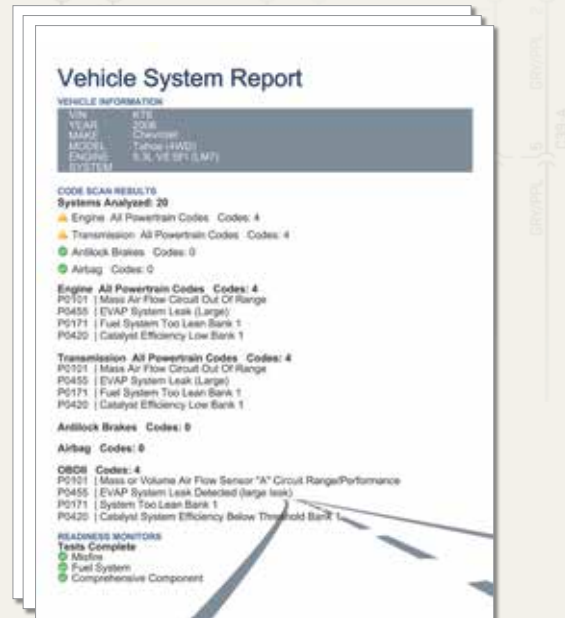 Vehicle System Report
VEHICLE INFORMATION
VIN
YEAR 2006
MAKE Chevrolet
MODEL Tahoe (4WD)
ENGINE 5.3L V8 SFI (LM7)
SYSTEM
CODE SCAN RESULTS
Systems Analyzed: 20
Engine All Powertrain Codes Codes: 4
Transmission All Powertrain Codes Codes: 4
Antilock Brakes Codes: 0
Airbag Codes: 0
Engine All Powertrain Codes Codes: 4
P0101 | Mass Air Flow Circuit Out Of Range
P0455 | EVAP System Leak (Large)
P0171 | Fuel System Too Lean Bank 1
P0420 | Catalyst Efficiency Low Bank 1
Transmission All Powertrain Codes Codes: 4
P0101 | Mass Air Flow Circuit Out Of Range
P0455 | EVAP System Leak (Large)
P0171 | Fuel System Too Lean Bank 1
P0420 | Catalyst Efficiency Low Bank 1
Antilock Brakes Codes: 0
Airbag Codes: 0
OBDII Codes: 4
P0101 | Mass or Volume Air Flow Sensor "A" Circuit Range/Performance
P0455 | EVAP System Leak Detected (large leak)
P0171 | System Too Lean Bank 1
P0420 | Catalyst System Efficiency Below Threshold Bank 1
READINESS MONITORS
Tests Complete
Misfire
Fuel System
Comprehensive Component